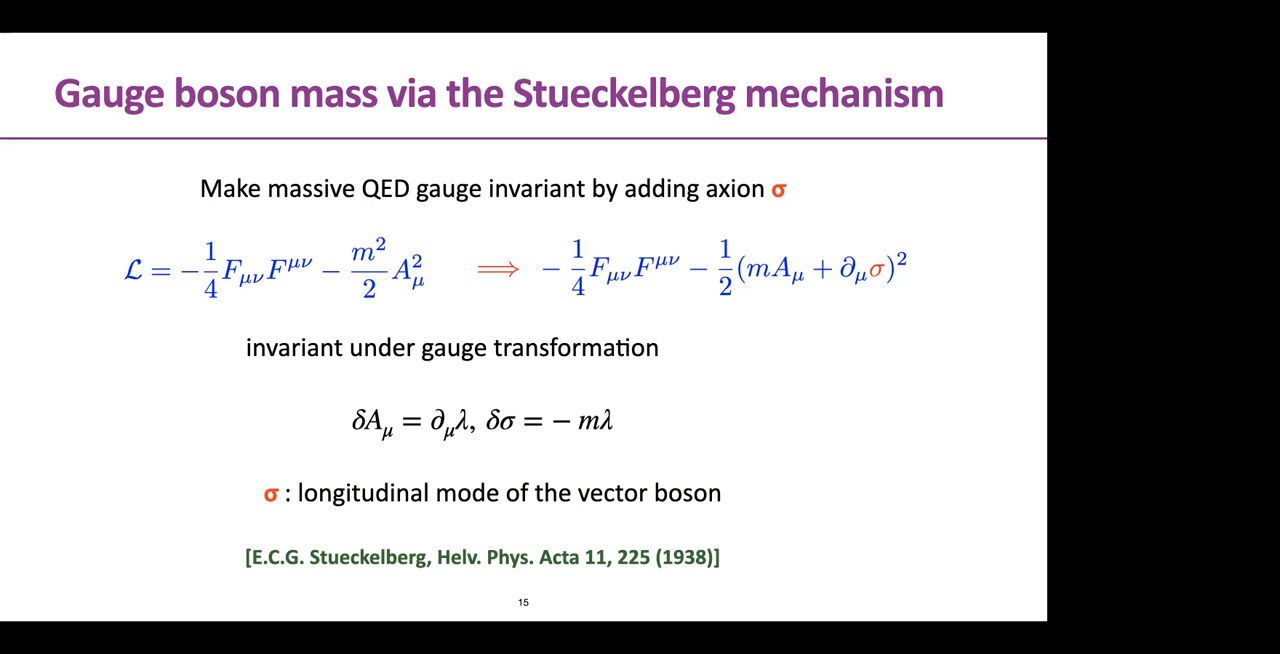 Gauge boson mass via the Stueckelberg mechanism
Make massive QED gauge invariant by adding axion σ
ℒ = −1/4 F_{μν}F^{μν} − m²/2 A_μ² ⟹ −1/4 F_{μν}F^{μν} − 1/2 (mA_μ + ∂_μσ)²
invariant under gauge transformation
δA_μ = ∂_μλ, δσ = − mλ
σ : longitudinal mode of the vector boson
[E.C.G. Stueckelberg, Helv. Phys. Acta 11, 225 (1938)]
15